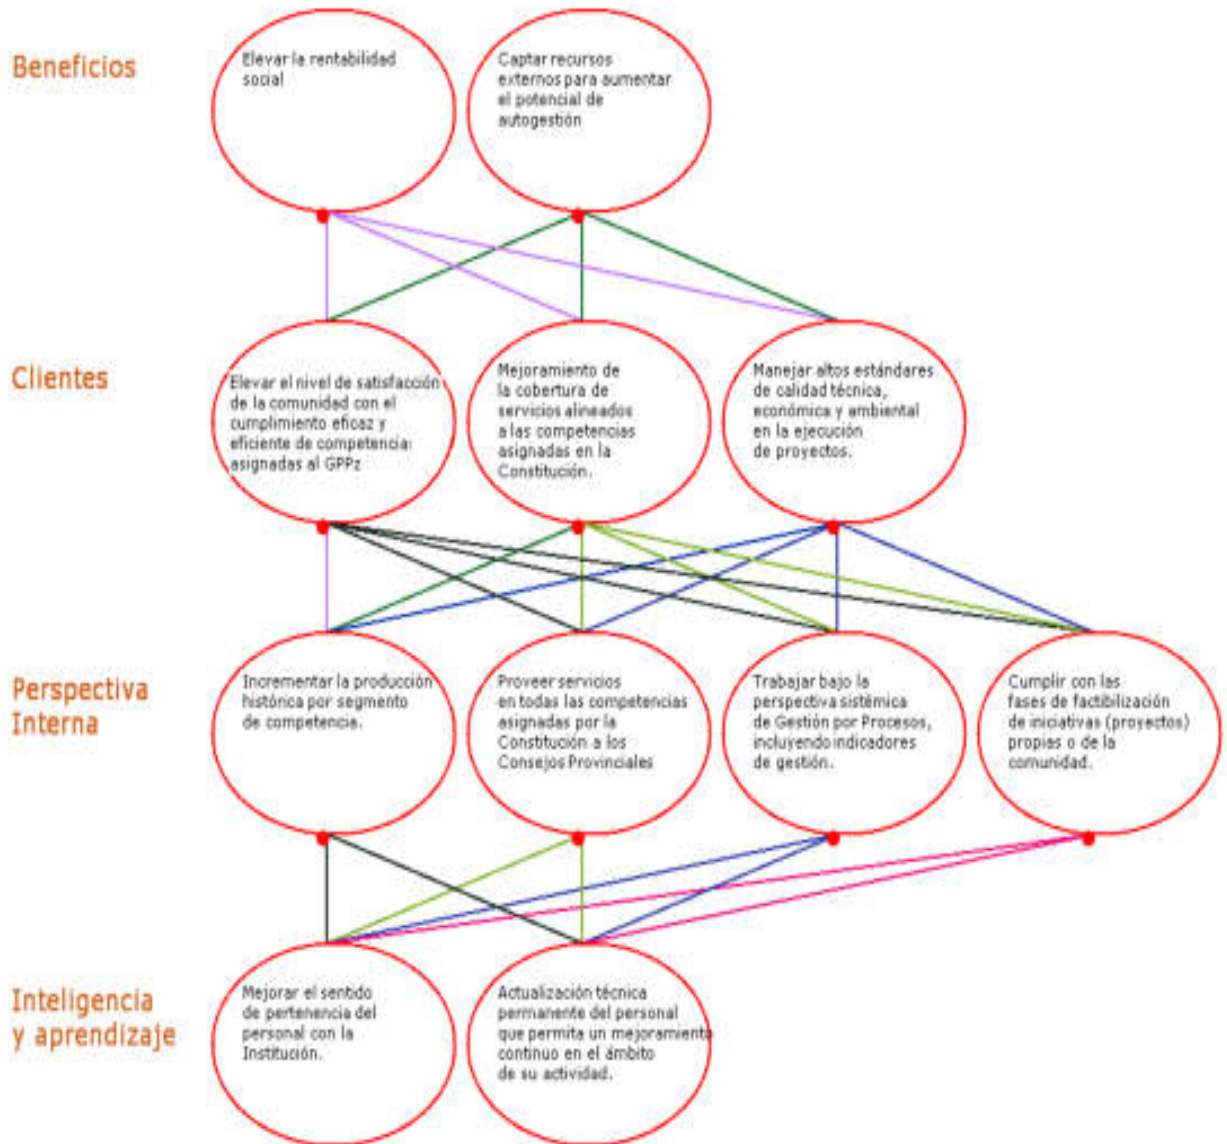 Beneficios
Elevar la rentabilidad
social
Captar recursos
externos para aumentar
el potencial de
autogestión
Clientes
Elevar el nivel de satisfacción
de la comunidad con el
cumplimiento eficaz y
eficiente de competencia:
asignadas al GPPz
Mejoramiento de
la cobertura de
servicios alineados
a las competencias
asignadas en la
Constitución.
Manejar altos estándares
de calidad técnica,
económica y ambiental
en la ejecución
de proyectos.
Perspectiva
Interna
Incrementar la producción
histórica por segmento
de competencia.
Proveer servicios
en todas las competencias
asignadas por la
Constitución a los
Consejos Provinciales
Trabajar bajo la
perspectiva sistémica
de Gestión por Procesos,
incluyendo indicadores
de gestión.
Cumplir con las
fases de factibilización
de iniciativas (proyectos)
propias o de la
comunidad.
Inteligencia
y aprendizaje
Mejorar el sentido
de pertenencia del
personal con la
Institución.
Actualización técnica
permanente del personal
que permita un mejoramiento
continuo en el ámbito
de su actividad.